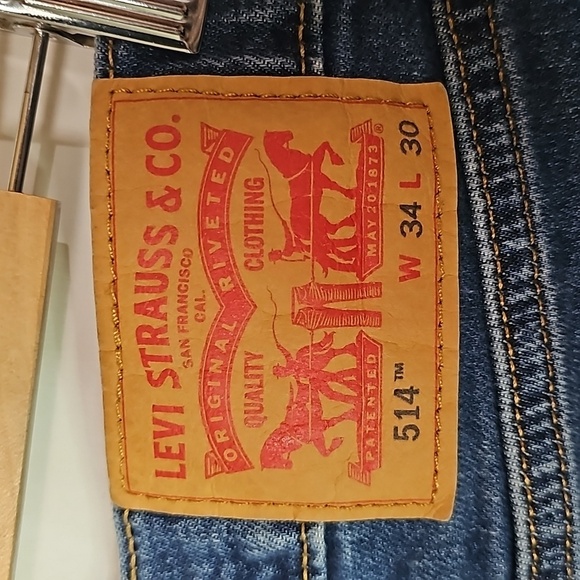 LEVI STRAUSS & CO.
SAN FRANCISCO
CAL.
ORIGINAL RIVETED
QUALITY CLOTHING
PATENTED MAY 20 1873 ®
514™ W 34 L 30